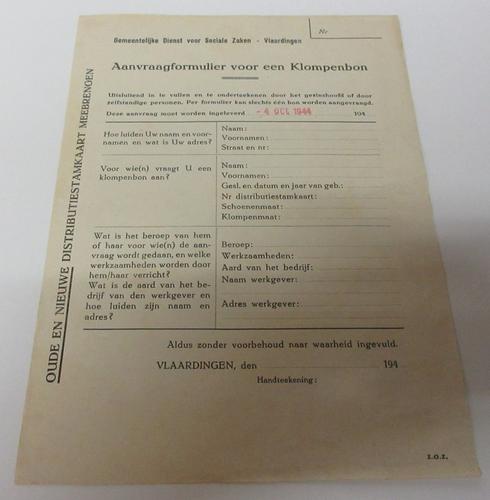 Nr
Gemeentelijke Dienst voor Sociale Zaken - Vlaardingen
Aanvraagformulier voor een Klompenbon
Uitsluitend in te vullen en te onderteekenen door het gezinshoofd of door
zelfstandige personen. Per formulier kan slechts één bon worden aangevraagd.
Deze aanvraag moet worden ingeleverd - 4 OCT 1944 194
OUDE EN NIEUWE DISTRIBUTIESTAMKAART MEEBRENGEN
Hoe luiden Uw naam en voor-
namen en wat is Uw adres?
Naam:
Voornamen:
Straat en nr:
Voor wie(n) vraagt U een
klompenbon aan?
Naam:
Voornamen:
Gesl. en datum en jaar van geb.:
Nr distributiestamkaart:
Schoenenmaat:
Klompenmaat:
Wat is het beroep van hem
of haar voor wie(n) de aan-
vraag wordt gedaan, en welke
werkzaamheden worden door
hem/haar verricht?
Wat is de aard van het be-
drijf van den werkgever en
hoe luiden zijn naam en
adres?
Beroep:
Werkzaamheden:
Aard van het bedrijf:
Naam werkgever:
Adres werkgever:
Aldus zonder voorbehoud naar waarheid ingevuld.
VLAARDINGEN, den 194
Handteekening: